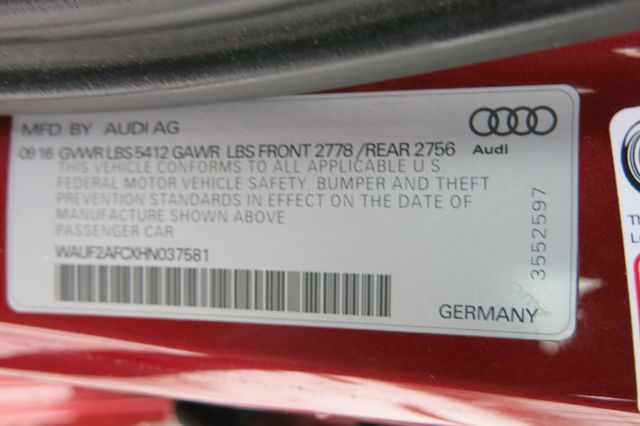 MFD. BY AUDI AG
09 16 GVWR LBS 5412 GAWR LBS FRONT 2778 /REAR 2756
THIS VEHICLE CONFORMS TO ALL APPLICABLE U.S.
FEDERAL MOTOR VEHICLE SAFETY, BUMPER AND THEFT
PREVENTION STANDARDS IN EFFECT ON THE DATE OF
MANUFACTURE SHOWN ABOVE
PASSENGER CAR
WAUF2AFCXHN037581
Audi
3552597
GERMANY